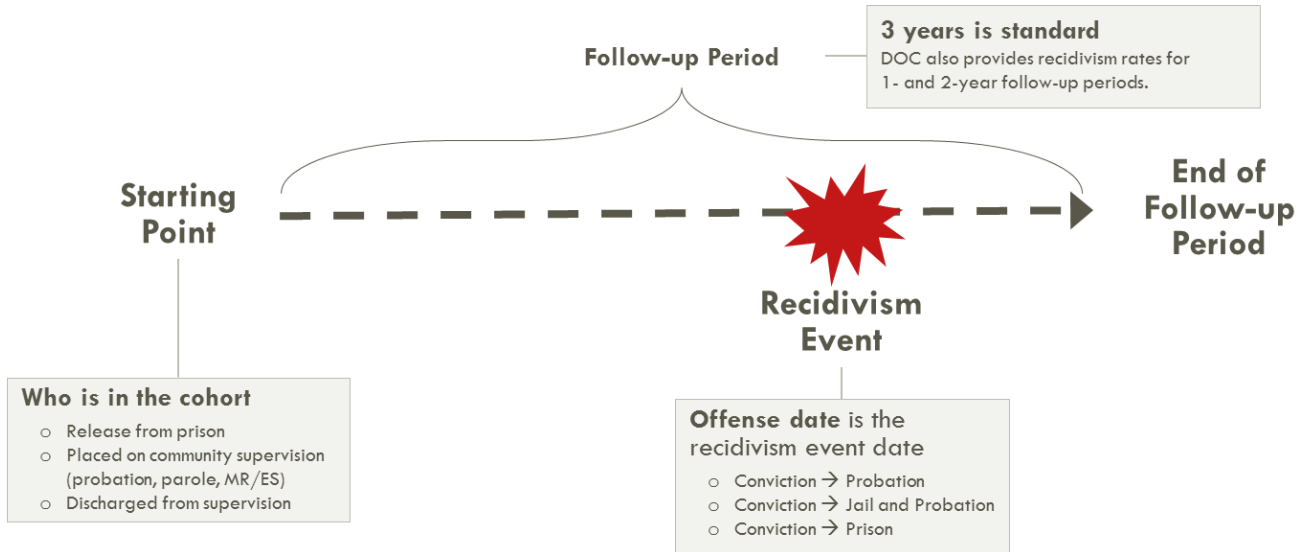 3 years is standard
DOC also provides recidivism rates for
1- and 2-year follow-up periods.
Follow-up Period
Starting
Point
End of
Follow-up
Period
Recidivism
Event
Who is in the cohort
o Release from prison
o Placed on community supervision
(probation, parole, MR/ES)
o Discharged from supervision
Offense date is the
recidivism event date
o Conviction → Probation
o Conviction → Jail and Probation
o Conviction → Prison